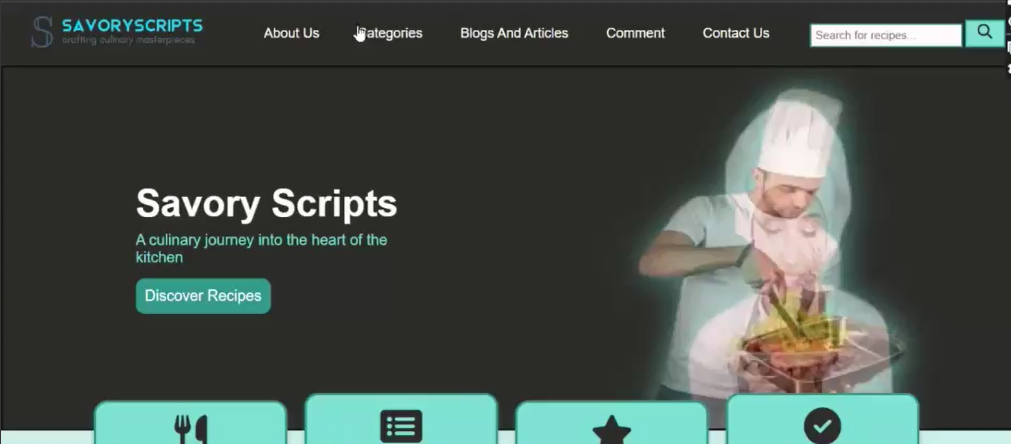 SAVORYSCRIPTS
crafting culinary masterpieces
About Us
Categories
Blogs And Articles
Comment
Contact Us
Search for recipes...
Savory Scripts
A culinary journey into the heart of the
kitchen
Discover Recipes